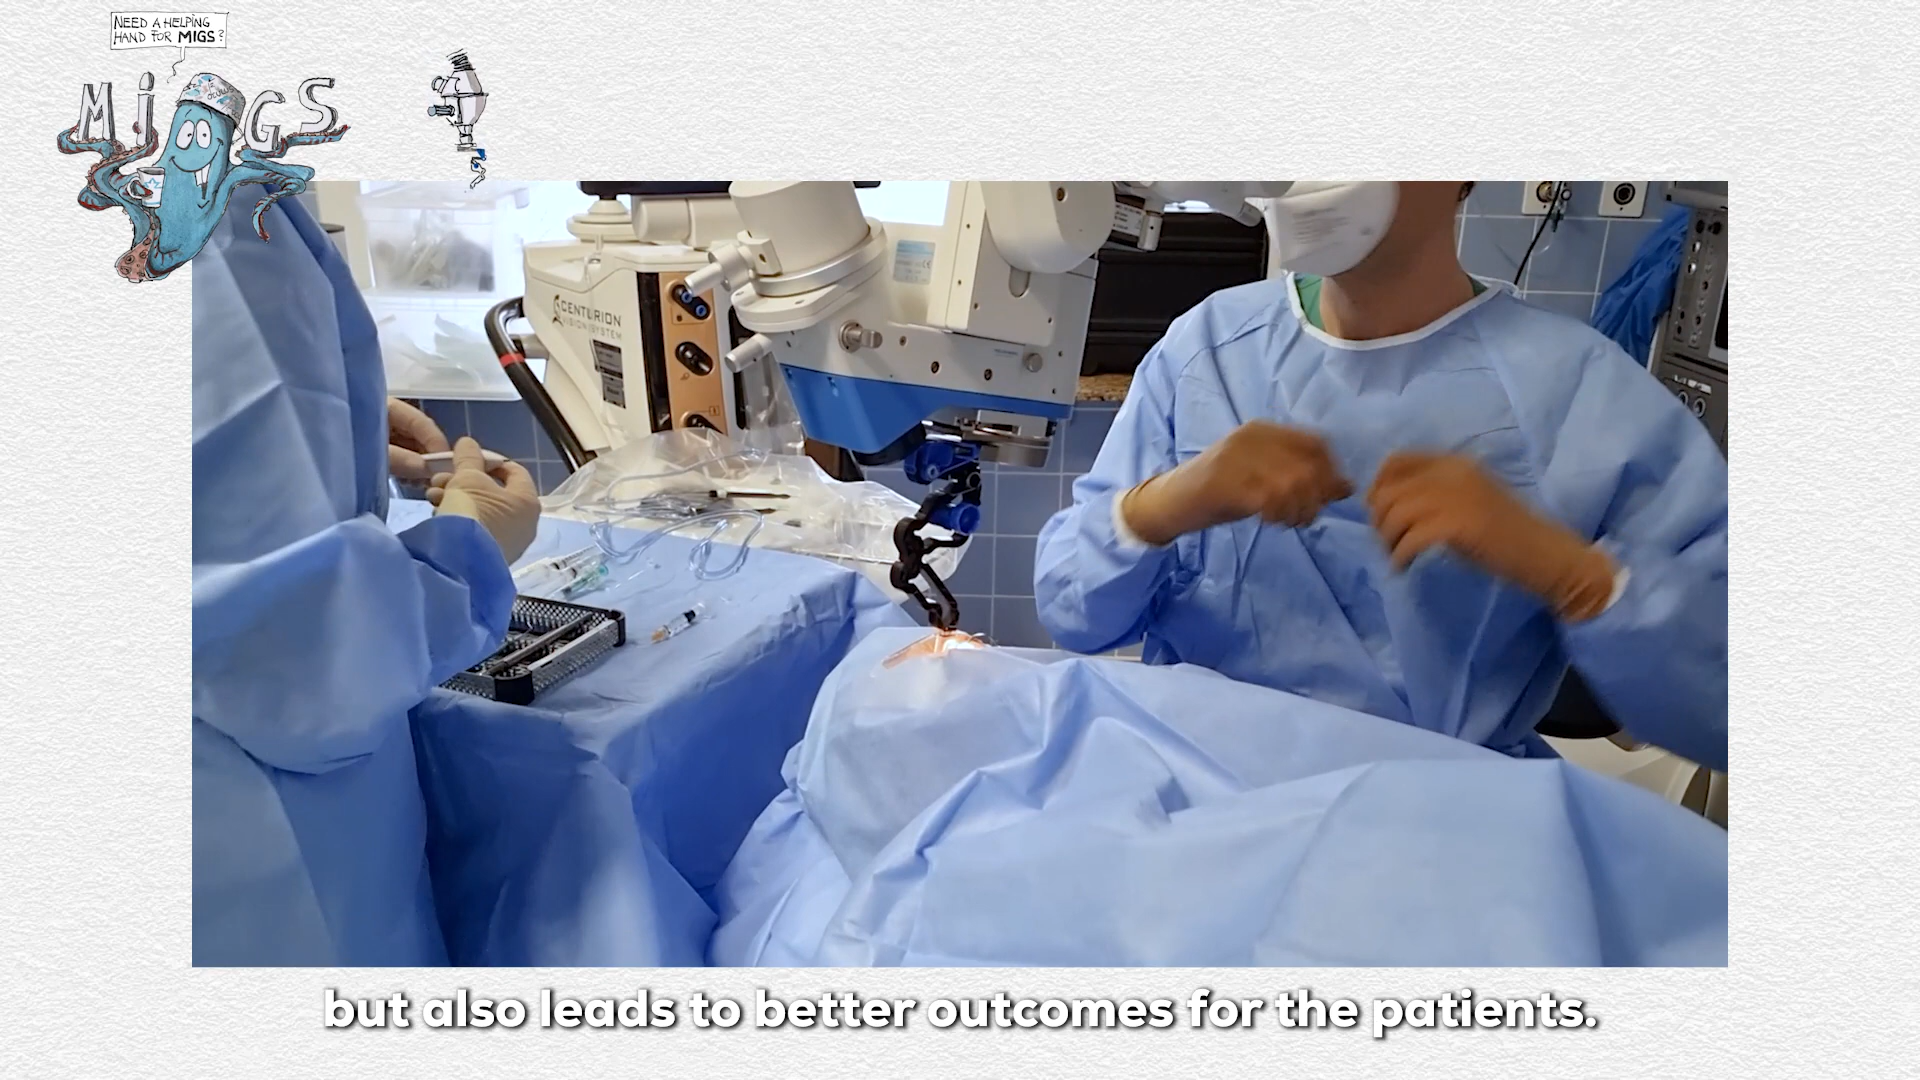 NEED A HELPING
HAND FOR MIGS?
MiGS
CENTURION
VISION SYSTEM
but also leads to better outcomes for the patients.